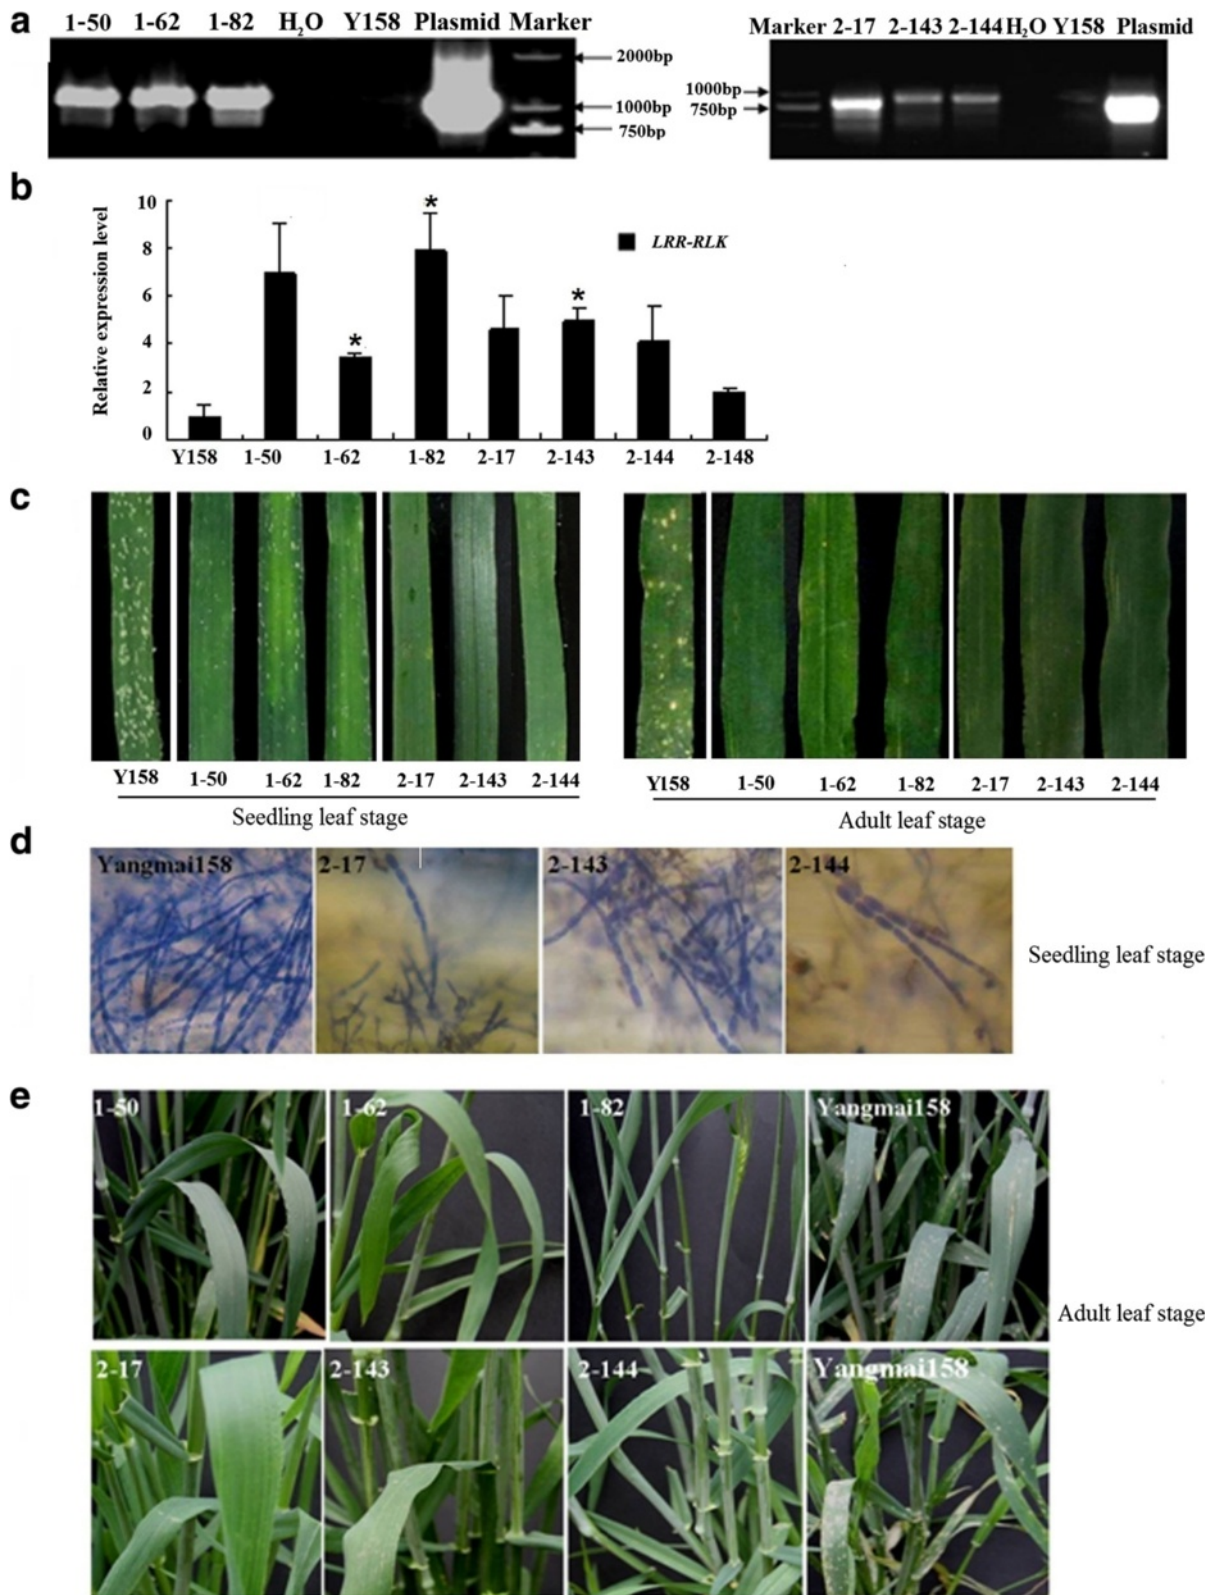 a
1-50 1-62 1-82 H₂O Y158 Plasmid Marker
2000bp
1000bp
750bp
Marker 2-17 2-143 2-144 H₂O Y158 Plasmid
1000bp
750bp
b
Relative expression level
10
8
6
4
2
0
*
*
*
LRR-RLK
Y158 1-50 1-62 1-82 2-17 2-143 2-144 2-148
c
Y158 1-50 1-62 1-82 2-17 2-143 2-144
Seedling leaf stage
Y158 1-50 1-62 1-82 2-17 2-143 2-144
Adult leaf stage
d
Yangmai158 2-17 2-143 2-144
Seedling leaf stage
e
1-50 1-62 1-82 Yangmai158
Adult leaf stage
2-17 2-143 2-144 Yangmai158